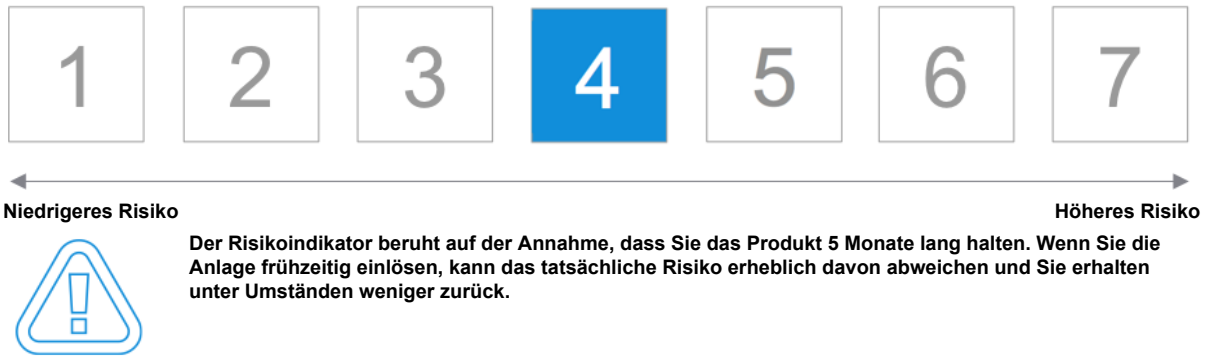 1 2 3 4 5 6 7
Niedrigeres Risiko Höheres Risiko
Der Risikoindikator beruht auf der Annahme, dass Sie das Produkt 5 Monate lang halten. Wenn Sie die
Anlage frühzeitig einlösen, kann das tatsächliche Risiko erheblich davon abweichen und Sie erhalten
unter Umständen weniger zurück.